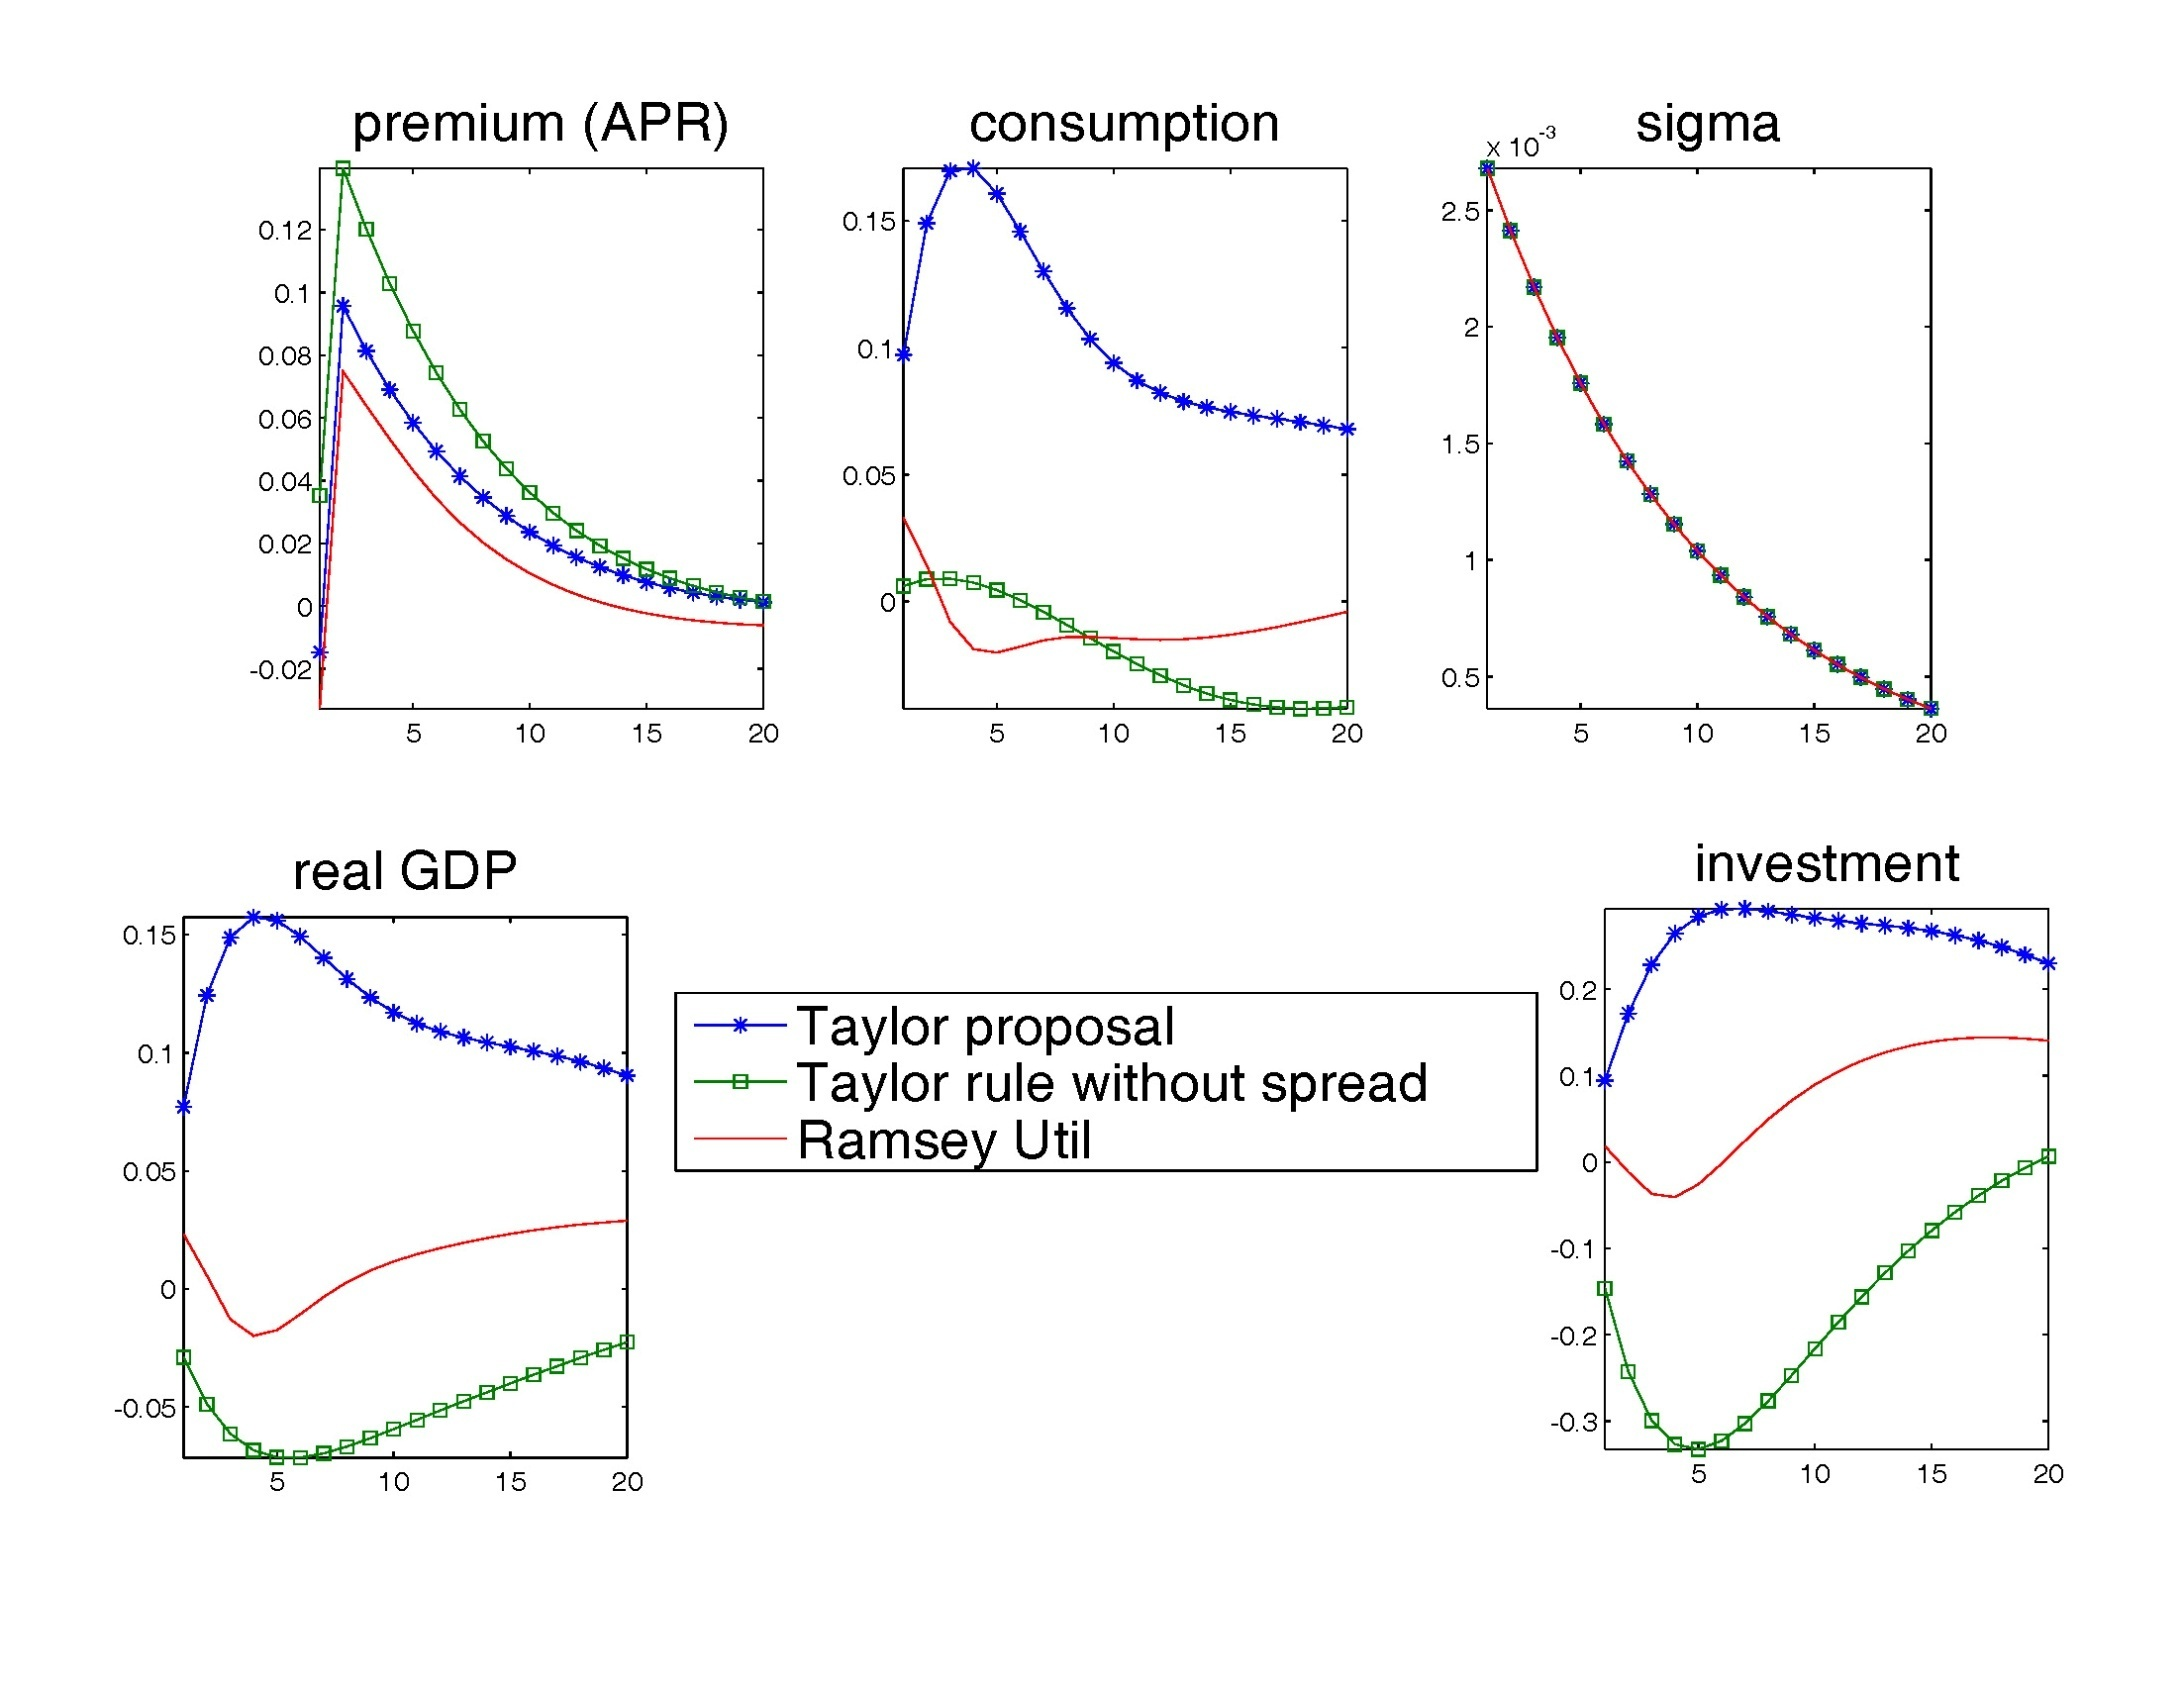 premium (APR)
0.12
0.1
0.08
0.06
0.04
0.02
0
-0.02
5 10 15 20
consumption
0.15
0.1
0.05
0
5 10 15 20
sigma
x 10-3
2.5
2
1.5
1
0.5
5 10 15 20
real GDP
0.15
0.1
0.05
0
-0.05
5 10 15 20
Taylor proposal
Taylor rule without spread
Ramsey Util
investment
0.2
0.1
0
-0.1
-0.2
-0.3
5 10 15 20